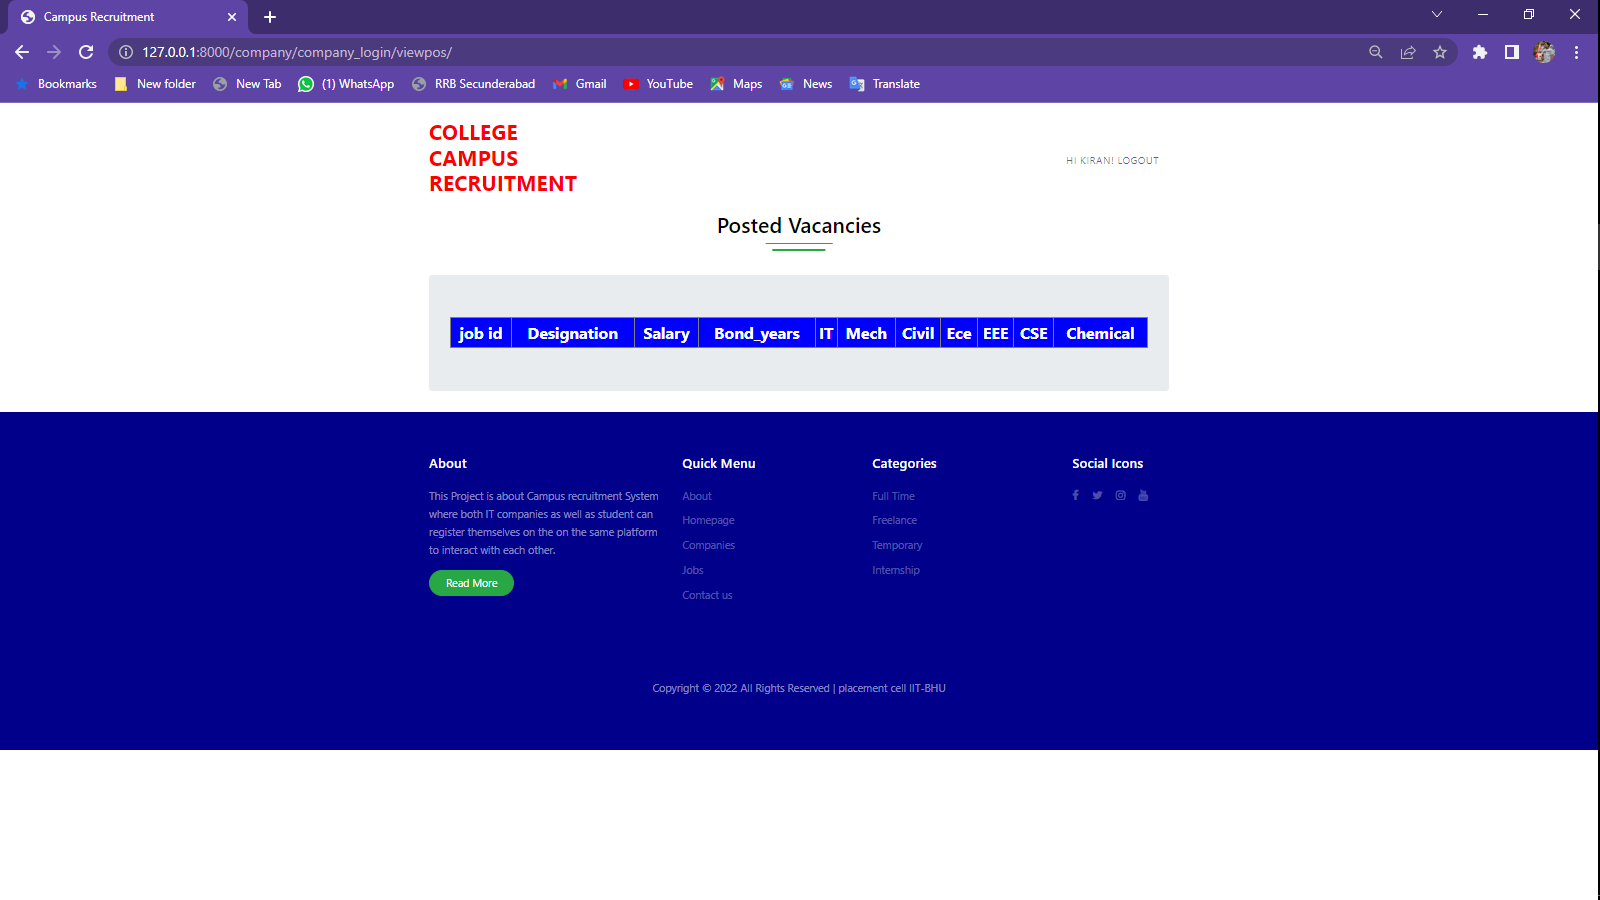 Campus Recruitment
127.0.0.1:8000/company/company_login/viewpos/
Bookmarks New folder New Tab (1) WhatsApp RRB Secunderabad Gmail YouTube Maps News Translate
COLLEGE
CAMPUS
RECRUITMENT
HI KIRAN! LOGOUT
Posted Vacancies
job id Designation Salary Bond_years IT Mech Civil Ece EEE CSE Chemical
About
This Project is about Campus recruitment System
where both IT companies as well as student can
register themselves on the on the same platform
to interact with each other.
Read More
Quick Menu
About
Homepage
Companies
Jobs
Contact us
Categories
Full Time
Freelance
Temporary
Internship
Social Icons
Copyright © 2022 All Rights Reserved | placement cell IIT-BHU